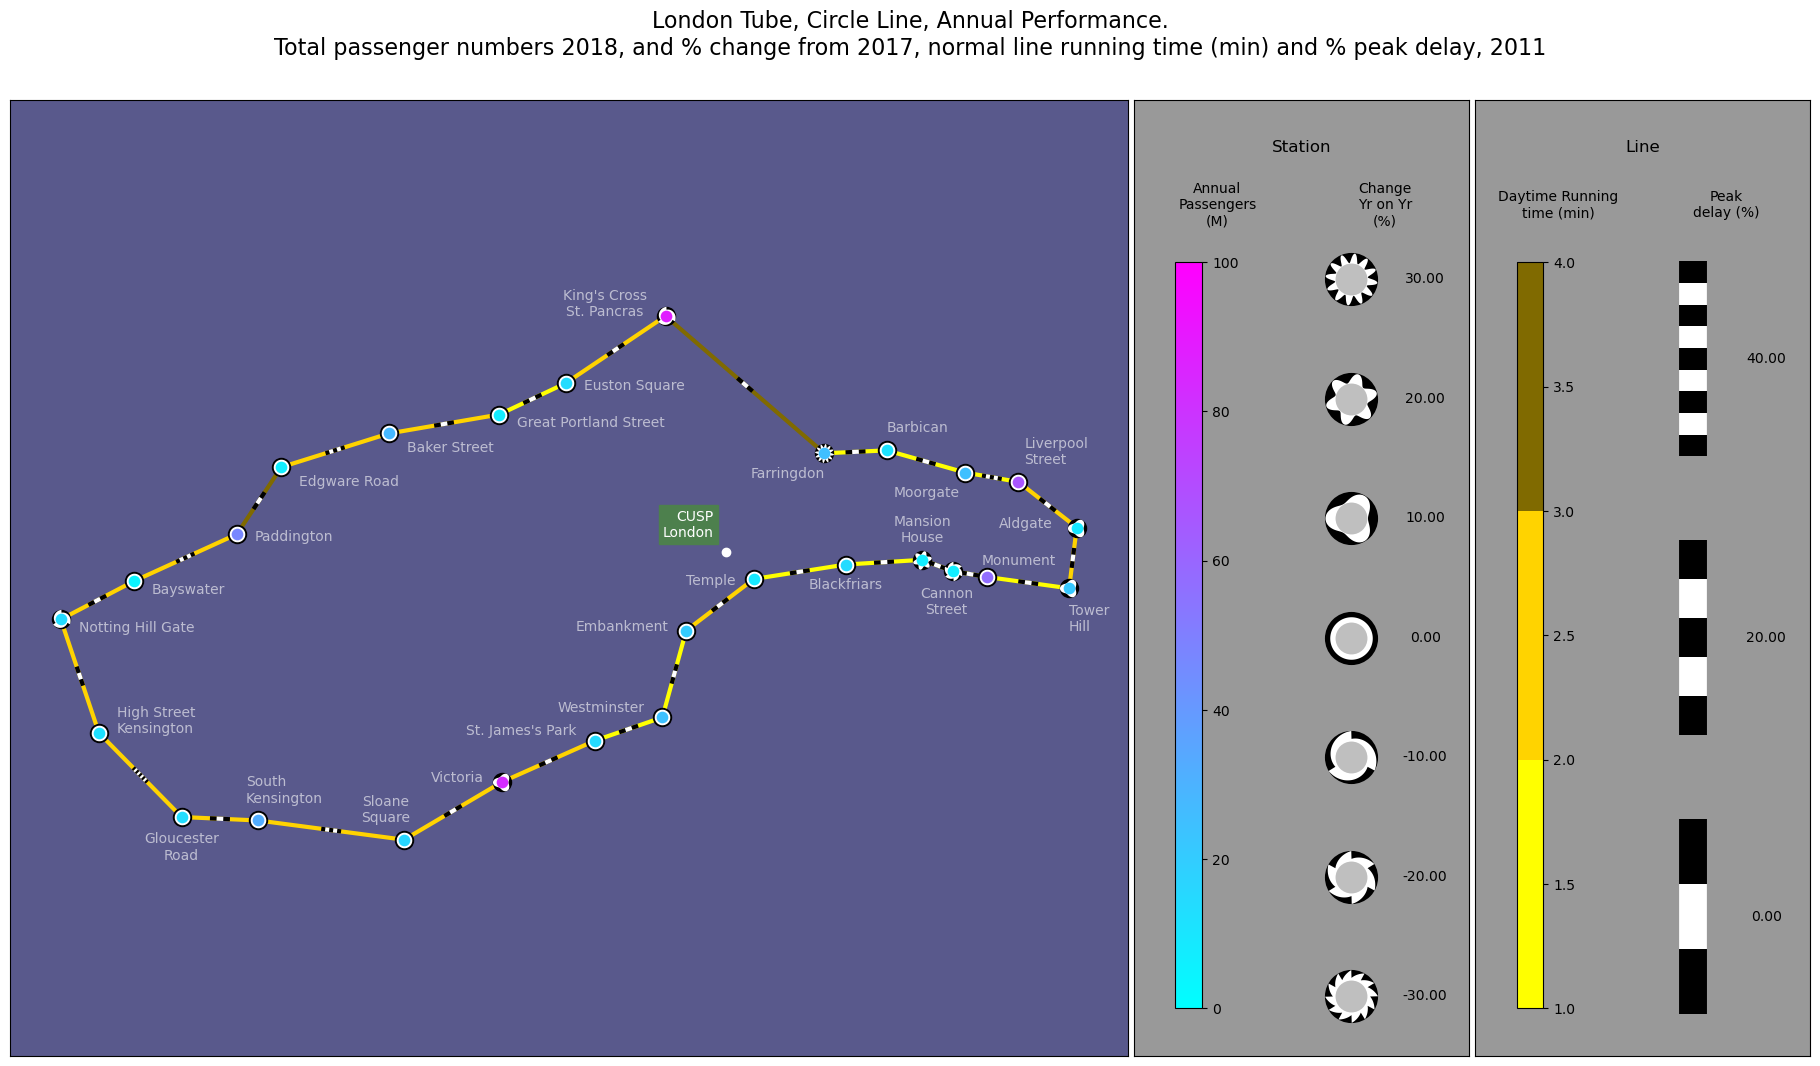 London Tube, Circle Line, Annual Performance.
Total passenger numbers 2018, and % change from 2017, normal line running time (min) and % peak delay, 2011
King's Cross
St. Pancras
Euston Square
Great Portland Street
Baker Street
Edgware Road
Paddington
Bayswater
Notting Hill Gate
High Street
Kensington
Gloucester
Road
South
Kensington
Sloane
Square
Victoria
St. James's Park
Westminster
Embankment
Temple
Blackfriars
Mansion
House
Cannon
Street
Monument
Tower
Hill
Aldgate
Liverpool
Street
Moorgate
Barbican
Farringdon
CUSP
London
Station
Annual
Passengers
(M)
100
80
60
40
20
0
Change
Yr on Yr
(%)
30.00
20.00
10.00
0.00
-10.00
-20.00
-30.00
Line
Daytime Running
time (min)
4.0
3.5
3.0
2.5
2.0
1.5
1.0
Peak
delay (%)
40.00
20.00
0.00